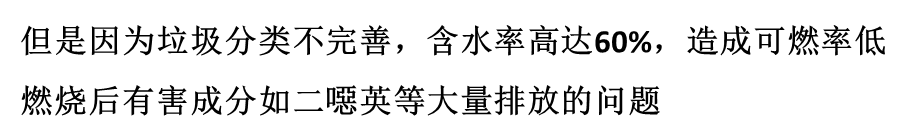 但是因为垃圾分类不完善，含水率高达60%，造成可燃率低
燃烧后有害成分如二噁英等大量排放的问题